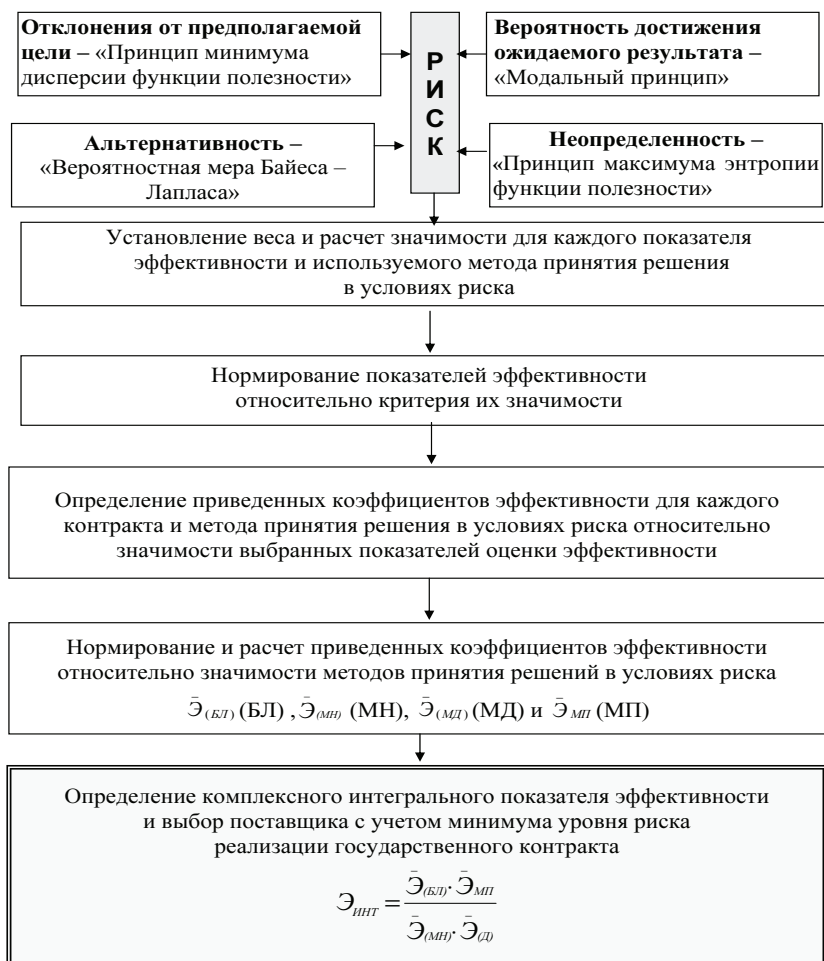 Отклонения от предполагаемой
цели – «Принцип минимума
дисперсии функции полезности»
Р
И
С
К
Вероятность достижения
ожидаемого результата –
«Модальный принцип»
Альтернативность –
«Вероятностная мера Байеса –
Лапласа»
Неопределенность –
«Принцип максимума энтропии
функции полезности»
Установление веса и расчет значимости для каждого показателя
эффективности и используемого метода принятия решения
в условиях риска
Нормирование показателей эффективности
относительно критерия их значимости
Определение приведенных коэффициентов эффективности для каждого
контракта и метода принятия решения в условиях риска относительно
значимости выбранных показателей оценки эффективности
Нормирование и расчет приведенных коэффициентов эффективности
относительно значимости методов принятия решений в условиях риска
Э̄(БЛ) (БЛ) , Э̄(МН) (МН), Э̄(МД) (МД) и Э̄МП (МП)
Определение комплексного интегрального показателя эффективности
и выбор поставщика с учетом минимума уровня риска
реализации государственного контракта
ЭИНТ = Э̄(БЛ) · Э̄МП
Э̄(МН) · Э̄(Д)